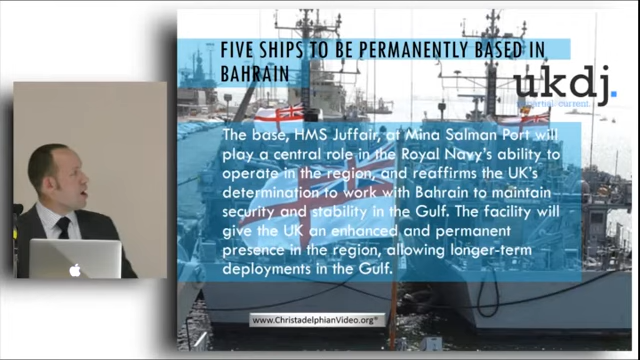 FIVE SHIPS TO BE PERMANENTLY BASED IN
BAHRAIN
ukdj.
impartial. current.
The base, HMS Juffair, at Mina Salman Port will
play a central role in the Royal Navy's ability to
operate in the region, and reaffirms the UK's
determination to work with Bahrain to maintain
security and stability in the Gulf. The facility will
give the UK an enhanced and permanent
presence in the region, allowing longer-term
deployments in the Gulf.
www.ChristadelphianVideo.org